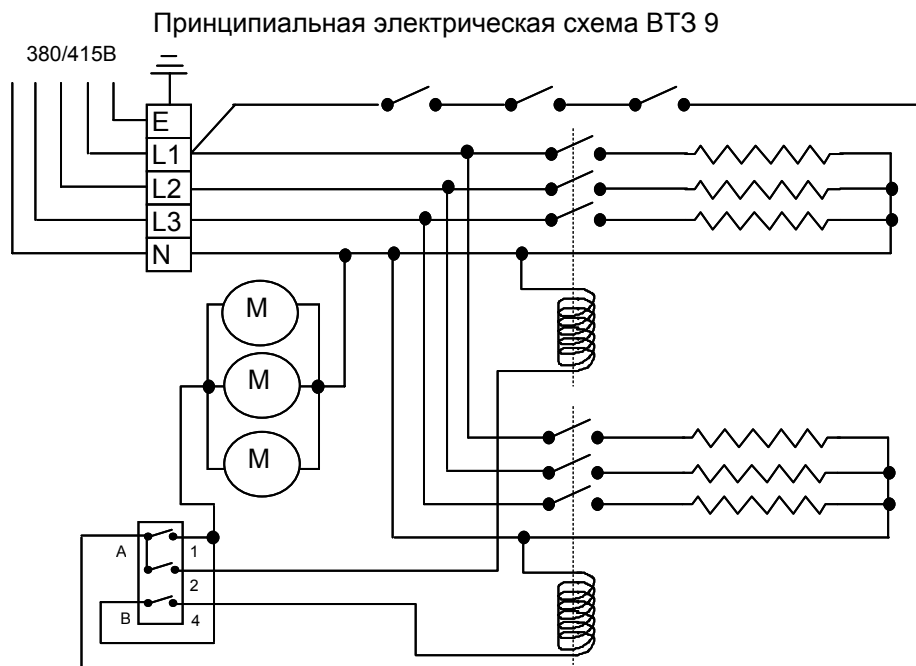 Принципиальная электрическая схема ВТЗ 9
380/415В
E
L1
L2
L3
N
M
M
M
A
1
2
B
4